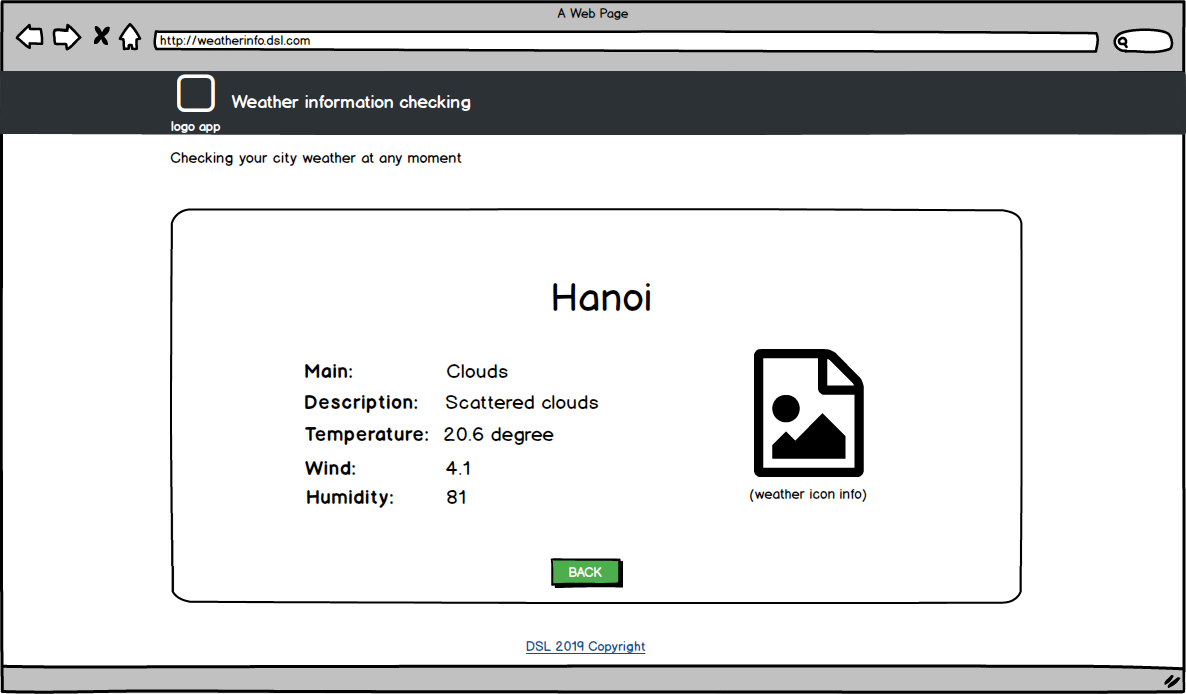 A Web Page
http://weatherinfo.dsl.com
Weather information checking
logo app
Checking your city weather at any moment
Hanoi
Main: Clouds
Description: Scattered clouds
Temperature: 20.6 degree
Wind: 4.1
Humidity: 81
(weather icon info)
BACK
DSL 2019 Copyright